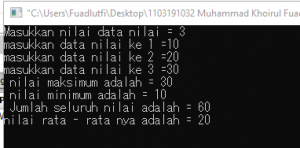 "C:\Users\Fuadlutfi\Desktop\1103191032 Muhammad Khoirul Fua
Masukkan nilai data nilai = 3
masukkan data nilai ke 1 =10
masukkan data nilai ke 2 =20
masukkan data nilai ke 3 =30
nilai maksimum adalah = 30
nilai minimum adalah = 10
Jumlah seluruh nilai adalah = 60
nilai rata - rata nya adalah = 20